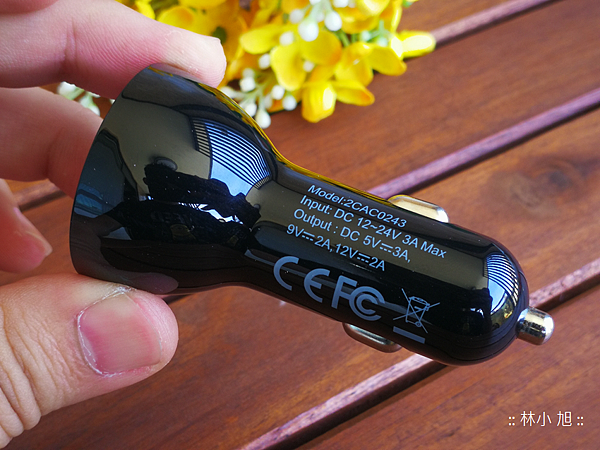 Model:2CAC0243
Input: DC 12~24V 3A Max
Output : DC 5V⎓3A,
9V⎓2A,12V⎓2A
CE FC
:: 林小旭 ::